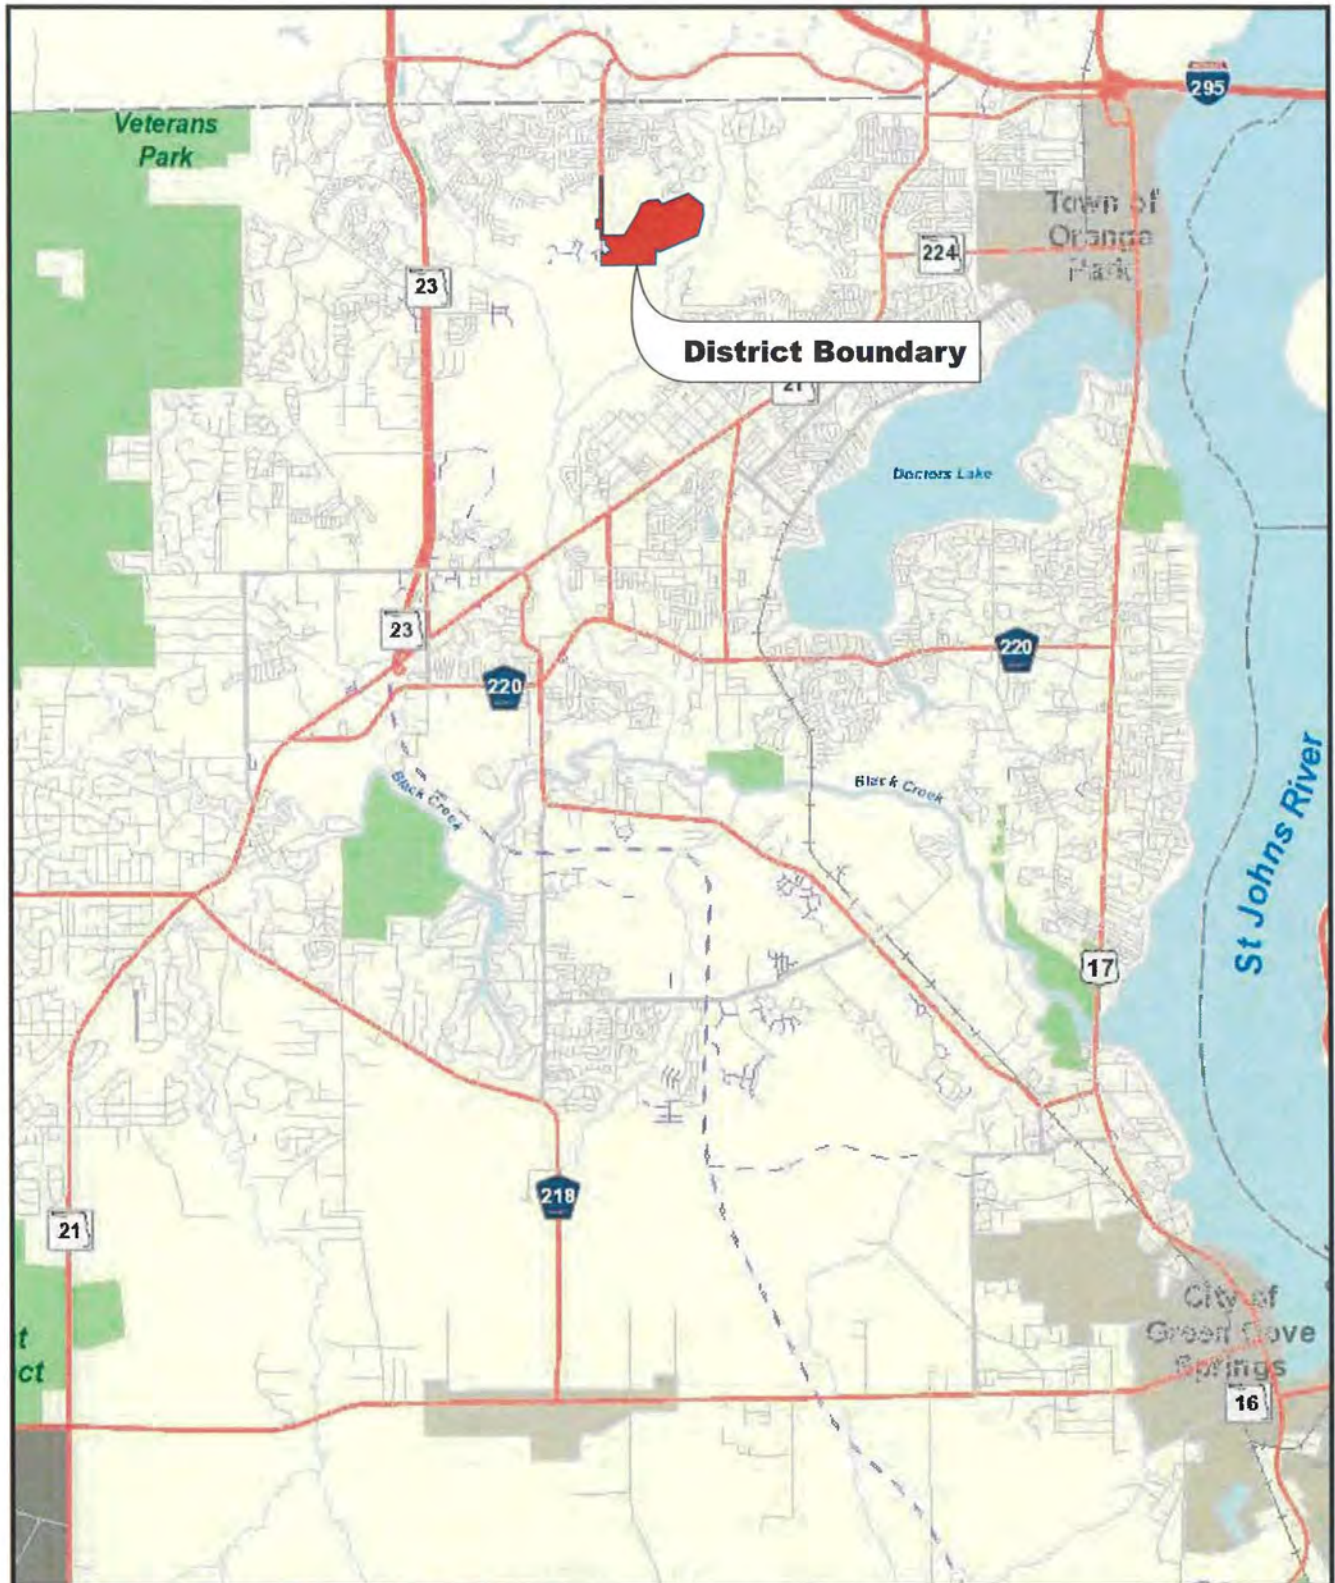 295
Veterans
Park
Town of
Orange
Park
224
23
District Boundary
21
Doctors Lake
23
220
220
Black Creek
Black Creek
St Johns River
17
218
21
City of
Green Cove
Springs
t
ct
16